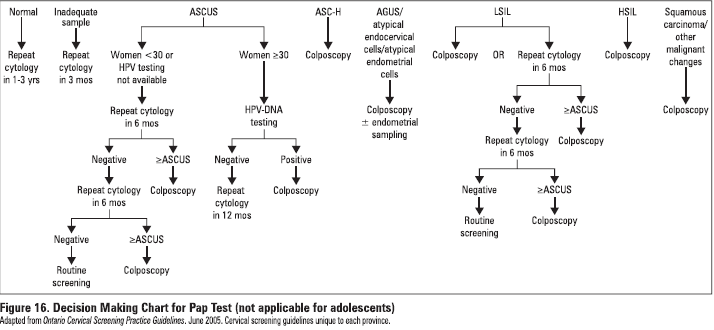 Normal
Repeat
cytology
in 1-3 yrs
Inadequate
sample
Repeat
cytology
in 3 mos
ASCUS
Women <30 or
HPV testing
not available
Repeat cytology
in 6 mos
Negative
≥ASCUS
Repeat cytology
in 6 mos
Colposcopy
Negative
≥ASCUS
Routine
screening
Colposcopy
Women ≥30
HPV-DNA
testing
Negative
Positive
Repeat
cytology
in 12 mos
Colposcopy
ASC-H
Colposcopy
AGUS/
atypical
endocervical
cells/atypical
endometrial
cells
Colposcopy
± endometrial
sampling
LSIL
Colposcopy
OR
Repeat cytology
in 6 mos
Negative
≥ASCUS
Repeat cytology
in 6 mos
Colposcopy
Negative
≥ASCUS
Routine
screening
Colposcopy
HSIL
Colposcopy
Squamous
carcinoma/
other
malignant
changes
Colposcopy
Figure 16. Decision Making Chart for Pap Test (not applicable for adolescents)
Adapted from Ontario Cervical Screening Practice Guidelines. June 2005. Cervical screening guidelines unique to each province.